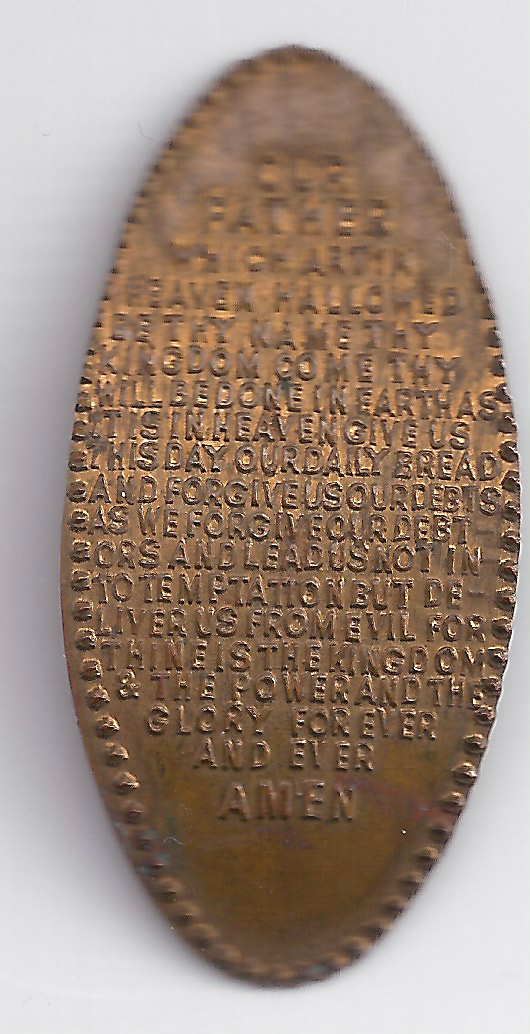 OUR
FATHER
WHICH ART IN
HEAVEN HALLOWED
BE THY NAME THY
KINGDOM COME THY
WILL BE DONE IN EARTH AS
IT IS IN HEAVEN GIVE US
THIS DAY OUR DAILY BREAD
AND FORGIVE US OUR DEBTS
AS WE FORGIVE OUR DEBT-
ORS AND LEAD US NOT IN
TO TEMPTATION BUT DE-
LIVER US FROM EVIL FOR
THINE IS THE KINGDOM
& THE POWER AND THE
GLORY FOR EVER
AND EVER
AMEN